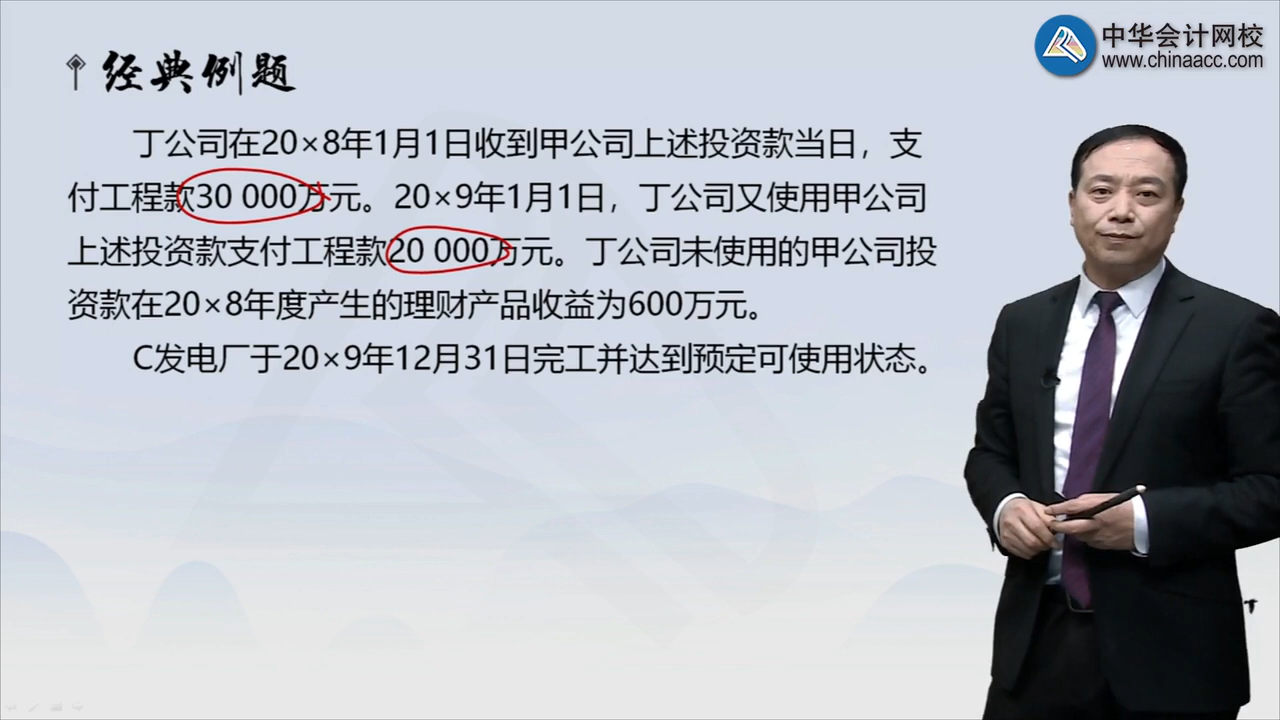 中华会计网校
www.chinaacc.com
经典例题
丁公司在20×8年1月1日收到甲公司上述投资款当日，支
付工程款30 000万元。20×9年1月1日，丁公司又使用甲公司
上述投资款支付工程款20 000万元。丁公司未使用的甲公司投
资款在20×8年度产生的理财产品收益为600万元。
C发电厂于20×9年12月31日完工并达到预定可使用状态。